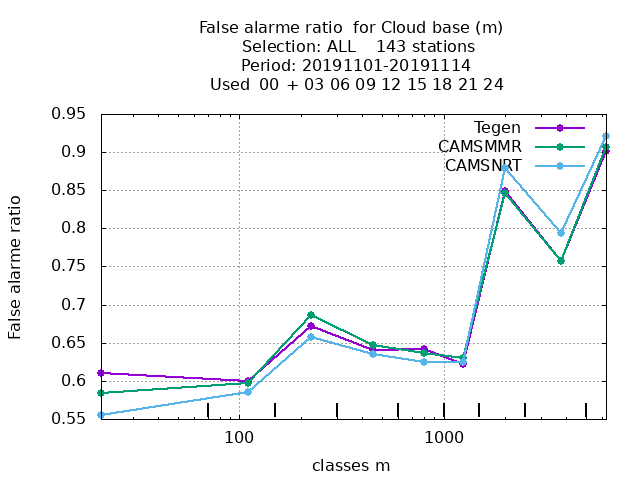 False alarme ratio  for Cloud base (m)
Selection: ALL    143 stations
Period: 20191101-20191114
Used  00 + 03 06 09 12 15 18 21 24
0.95
0.9
0.85
0.8
0.75
0.7
0.65
0.6
0.55
False alarme ratio
Tegen
CAMSMMR
CAMSNRT
100
1000
classes m